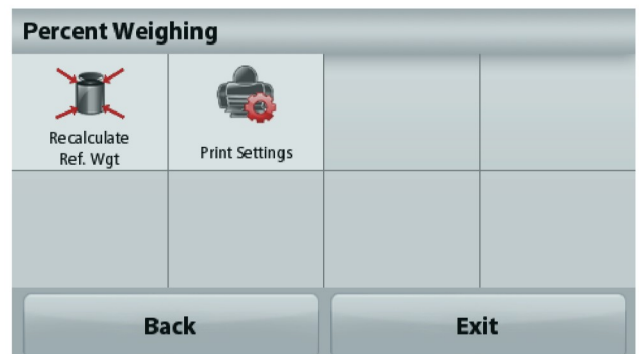 Percent Weighing
Recalculate
Ref. Wgt
Print Settings
Back
Exit